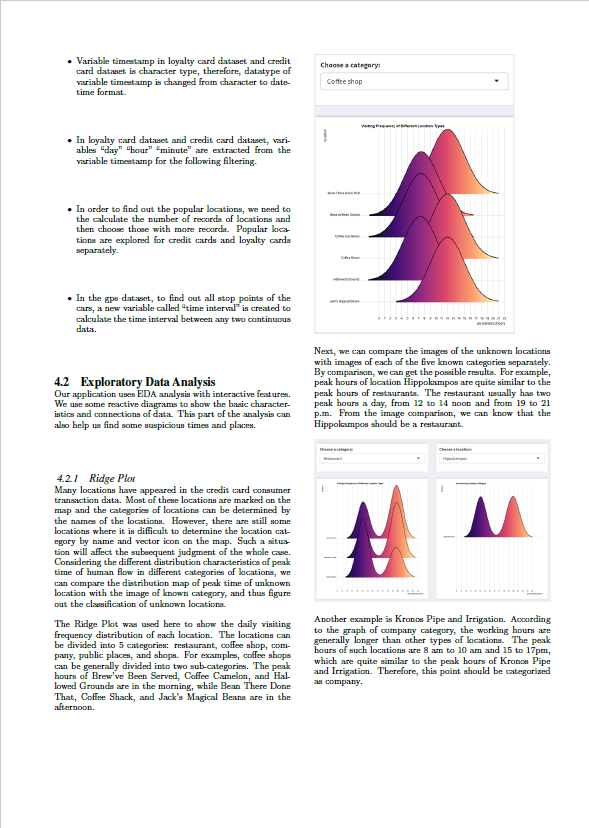 • Variable timestamp in loyalty card dataset and credit
card dataset is character type, therefore, datatype of
variable timestamp is changed from character to date-
time format.
• In loyalty card dataset and credit card dataset, vari-
ables “day” “hour” “minute” are extracted from the
variable timestamp for the following filtering.
• In order to find out the popular locations, we need to
the calculate the number of records of locations and
then choose those with more records. Popular loca-
tions are explored for credit cards and loyalty cards
separately.
• In the gps dataset, to find out all stop points of the
cars, a new variable called “time interval” is created to
calculate the time interval between any two continuous
data.
4.2 Exploratory Data Analysis
Our application uses EDA analysis with interactive features.
We use some reactive diagrams to show the basic character-
istics and connections of data. This part of the analysis can
also help us find some suspicious times and places.
4.2.1 Ridge Plot
Many locations have appeared in the credit card consumer
transaction data. Most of these locations are marked on the
map and the categories of locations can be determined by
the names of the locations. However, there are still some
locations where it is difficult to determine the location cat-
egory by name and vector icon on the map. Such a situa-
tion will affect the subsequent judgment of the whole case.
Considering the different distribution characteristics of peak
time of human flow in different categories of locations, we
can compare the distribution map of peak time of unknown
location with the image of known category, and thus figure
out the classification of unknown locations.
The Ridge Plot was used here to show the daily visiting
frequency distribution of each location. The locations can
be divided into 5 categories: restaurant, coffee shop, com-
pany, public places, and shops. For examples, coffee shops
can be generally divided into two sub-categories. The peak
hours of Brew’ve Been Served, Coffee Camelon, and Hal-
lowed Grounds are in the morning, while Bean There Done
That, Coffee Shack, and Jack’s Magical Beans are in the
afternoon.
Choose a category:
Coffee shop
Visiting Frequency of Different Location Types
location
Bean There Done That
Brew've Been Served
Coffee Cameleon
Coffee Shack
Hallowed Grounds
Jack's Magical Beans
0 1 2 3 4 5 6 7 8 9 10 11 12 13 14 15 16 17 18 19 20 21 22
Next, we can compare the images of the unknown locations
with images of each of the five known categories separately.
By comparison, we can get the possible results. For example,
peak hours of location Hippokampos are quite similar to the
peak hours of restaurants. The restaurant usually has two
peak hours a day, from 12 to 14 noon and from 19 to 21
p.m. From the image comparison, we can know that the
Hippokampos should be a restaurant.
Choose a category:
Restaurant
Choose a location:
Hippokampos
Another example is Kronos Pipe and Irrigation. According
to the graph of company category, the working hours are
generally longer than other types of locations. The peak
hours of such locations are 8 am to 10 am and 15 to 17pm,
which are quite similar to the peak hours of Kronos Pipe
and Irrigation. Therefore, this point should be categorized
as company.